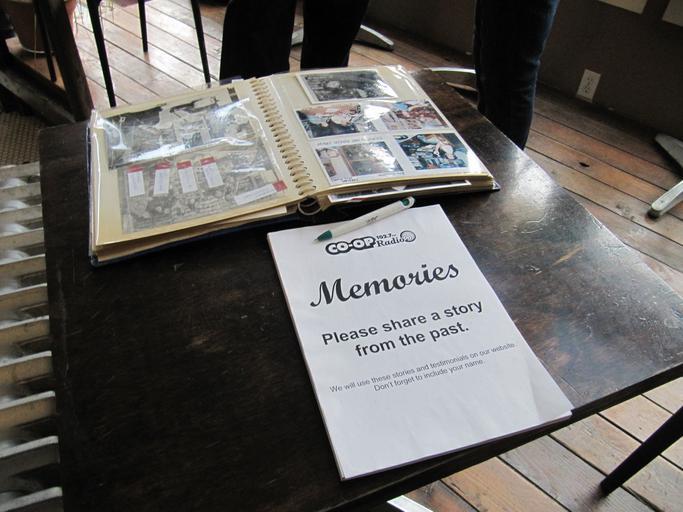 CO-OP 102.7FM Radio
Memories
Please share a story
from the past.
We will use these stories and testimonials on our website.
Don't forget to include your name.